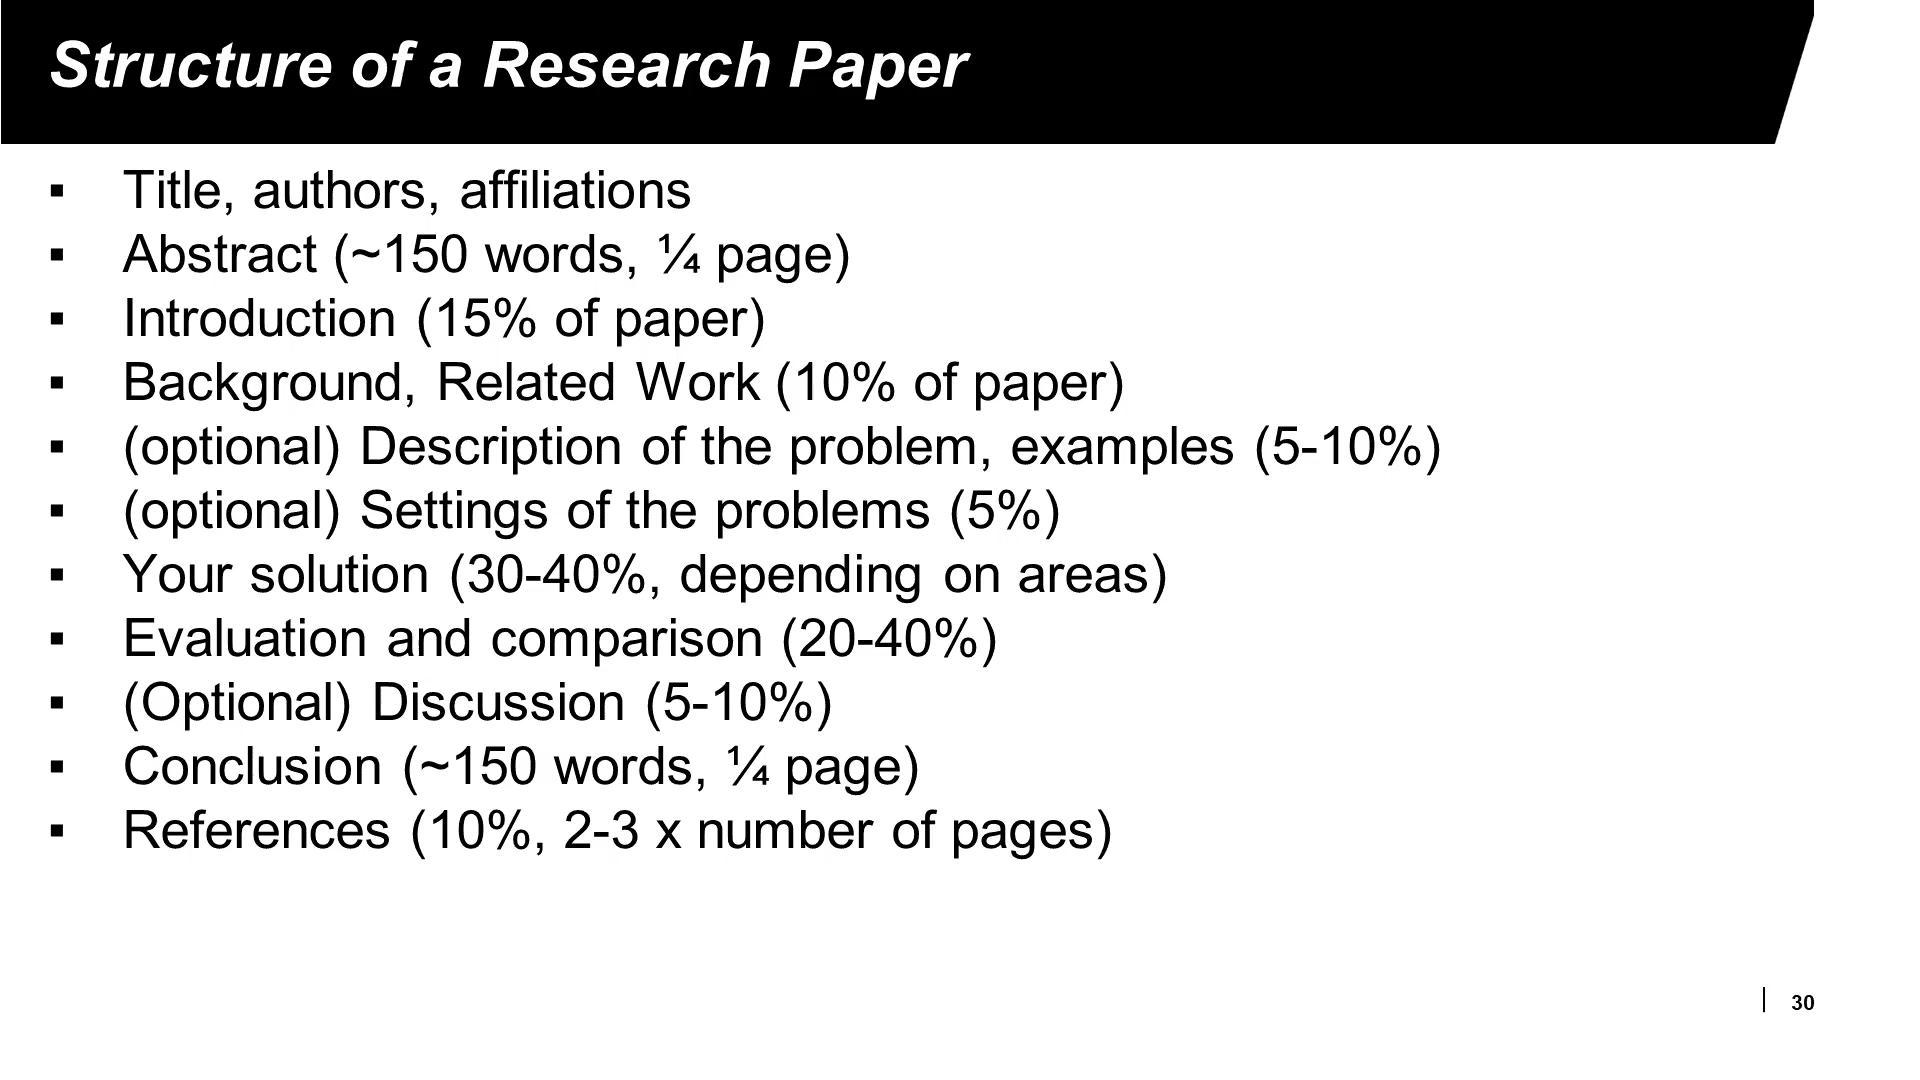 Structure of a Research Paper
▪ Title, authors, affiliations
▪ Abstract (~150 words, ¼ page)
▪ Introduction (15% of paper)
▪ Background, Related Work (10% of paper)
▪ (optional) Description of the problem, examples (5-10%)
▪ (optional) Settings of the problems (5%)
▪ Your solution (30-40%, depending on areas)
▪ Evaluation and comparison (20-40%)
▪ (Optional) Discussion (5-10%)
▪ Conclusion (~150 words, ¼ page)
▪ References (10%, 2-3 x number of pages)
30